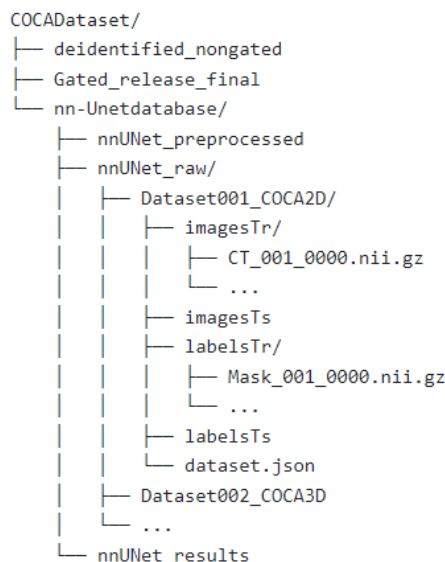 COCADataset/
├── deidentified_nongated
├── Gated_release_final
└── nn-Unetdatabase/
    ├── nnUNet_preprocessed
    ├── nnUNet_raw/
    │   ├── Dataset001_COCA2D/
    │   │   ├── imagesTr/
    │   │   │   ├── CT_001_0000.nii.gz
    │   │   │   └── ...
    │   │   ├── imagesTs
    │   │   ├── labelsTr/
    │   │   │   ├── Mask_001_0000.nii.gz
    │   │   │   └── ...
    │   │   ├── labelsTs
    │   │   └── dataset.json
    │   ├── Dataset002_COCA3D
    │   └── ...
    └── nnUNet results